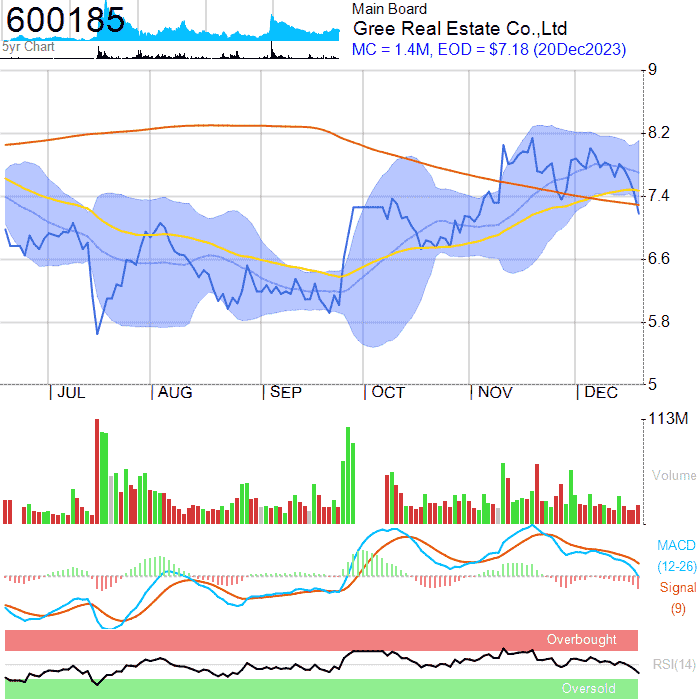 600185
5yr Chart
Main Board
Gree Real Estate Co.,Ltd
MC = 1.4M, EOD = $7.18 (20Dec2023)
9
8.2
7.4
6.6
5.8
5
JUL AUG SEP OCT NOV DEC
113M
Volume
MACD
(12-26)
Signal
(9)
Overbought
RSI(14)
Oversold